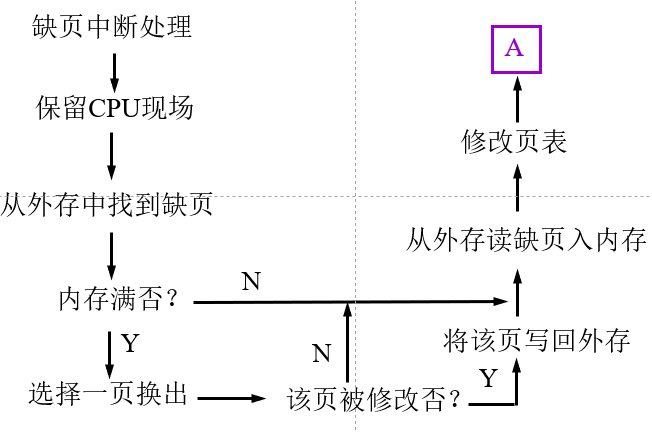 缺页中断处理
保留CPU现场
从外存中找到缺页
内存满否？
N
Y
选择一页换出
该页被修改否？
N
Y
将该页写回外存
从外存读缺页入内存
修改页表
A